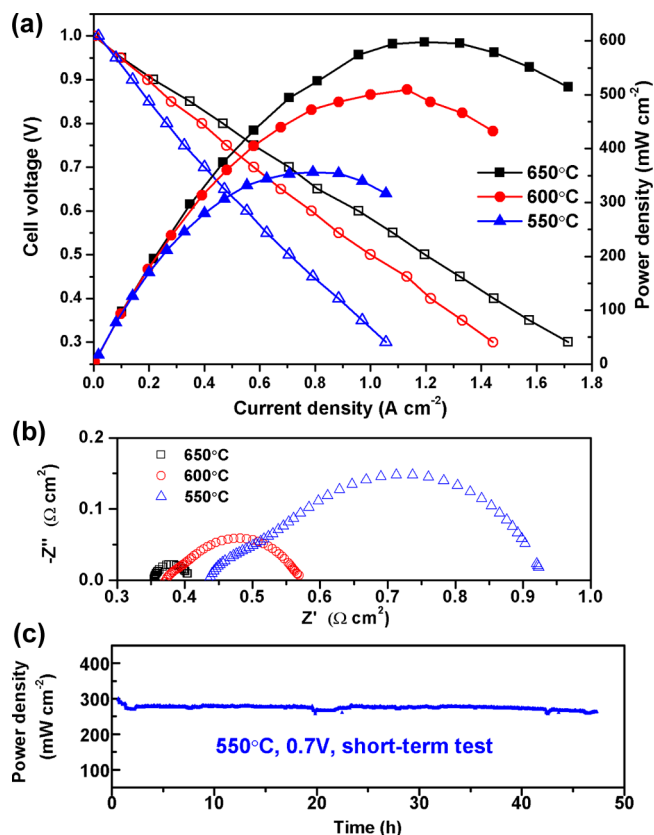 (a)
1.0
0.9
0.8
0.7
0.6
0.5
0.4
0.3
Cell voltage (V)
600
500
400
300
200
100
0
Power density (mW cm-2)
650°C
600°C
550°C
0.0 0.2 0.4 0.6 0.8 1.0 1.2 1.4 1.6 1.8
Current density (A cm-2)
(b)
0.2
0.1
0.0
-Z'' (Ω cm2)
650°C
600°C
550°C
0.3 0.4 0.5 0.6 0.7 0.8 0.9 1.0
Z' (Ω cm2)
(c)
400
300
200
100
Power density
(mW cm-2)
550°C, 0.7V, short-term test
0 10 20 30 40 50
Time (h)